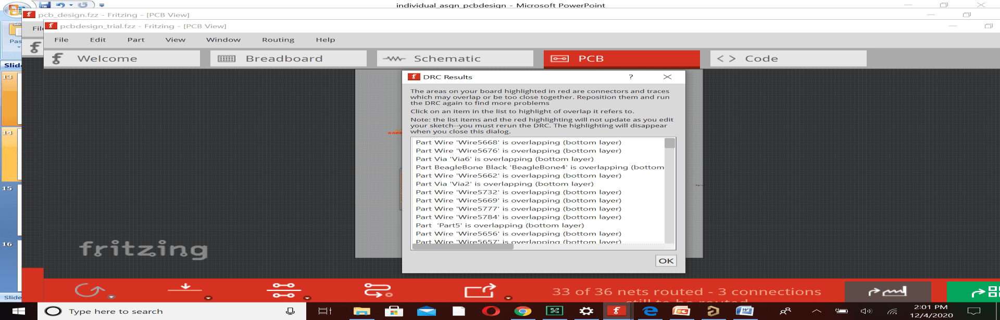 individual_asgn_pcbdesign - Microsoft PowerPoint
pcb_design.fzz - Fritzing - [PCB View]
pcbdesign_trial.fzz - Fritzing - [PCB View]
File Edit Part View Window Routing Help
Welcome Breadboard Schematic PCB Code
13
14
15
16
DRC Results
The areas on your board highlighted in red are connectors and traces
which may overlap or be too close together. Reposition them and run
the DRC again to find more problems
Click on an item in the list to highlight of overlap it refers to.
Note: the list items and the red highlighting will not update as you edit
your sketch--you must rerun the DRC. The highlighting will disappear
when you close this dialog.
Part Wire 'Wire5668' is overlapping (bottom layer)
Part Wire 'Wire5676' is overlapping (bottom layer)
Part Via 'Via6' is overlapping (bottom layer)
Part BeagleBone Black 'BeagleBone4' is overlapping (bottom
Part Wire 'Wire5662' is overlapping (bottom layer)
Part Via 'Via2' is overlapping (bottom layer)
Part Wire 'Wire5732' is overlapping (bottom layer)
Part Wire 'Wire5669' is overlapping (bottom layer)
Part Wire 'Wire5777' is overlapping (bottom layer)
Part Wire 'Wire5784' is overlapping (bottom layer)
Part 'Part5' is overlapping (bottom layer)
Part Wire 'Wire5656' is overlapping (bottom layer)
Part Wire 'Wire5657' is overlapping (bottom layer)
OK
fritzing
33 of 36 nets routed - 3 connections
still to be routed
Slide
Type here to search
2:01 PM
12/4/2020